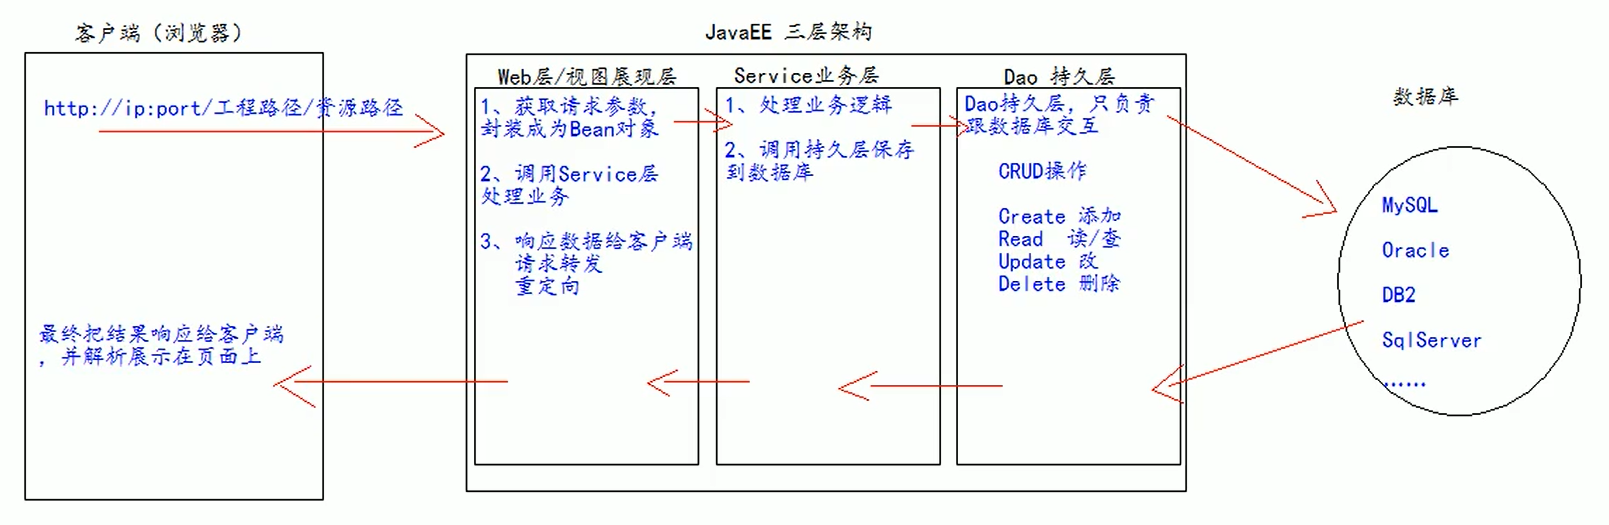 客户端（浏览器）
http://ip:port/工程路径/资源路径
最终把结果响应给客户端
，并解析展示在页面上
JavaEE 三层架构
Web层/视图展现层
1、获取请求参数，
封装成为Bean对象
2、调用Service层
处理业务
3、响应数据给客户端
请求转发
重定向
Service业务层
1、处理业务逻辑
2、调用持久层保存
到数据库
Dao 持久层
Dao持久层，只负责
跟数据库交互
CRUD操作
Create 添加
Read 读/查
Update 改
Delete 删除
数据库
MySQL
Oracle
DB2
SqlServer
......